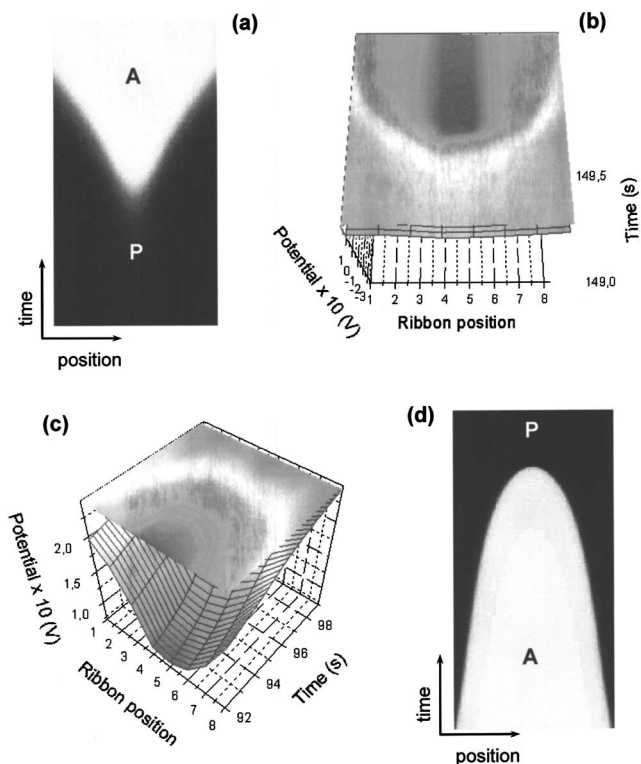 (a)
A
P
time
position
(b)
Potential x 10 (V)
1
0
-1
-2
-3
1 2 3 4 5 6 7 8
Ribbon position
149,5
149,0
Time (s)
(c)
Potential x 10 (V)
2,0
1,5
1,0
1 2 3 4 5 6 7 8
Ribbon position
92 94 96 98
Time (s)
(d)
P
A
time
position